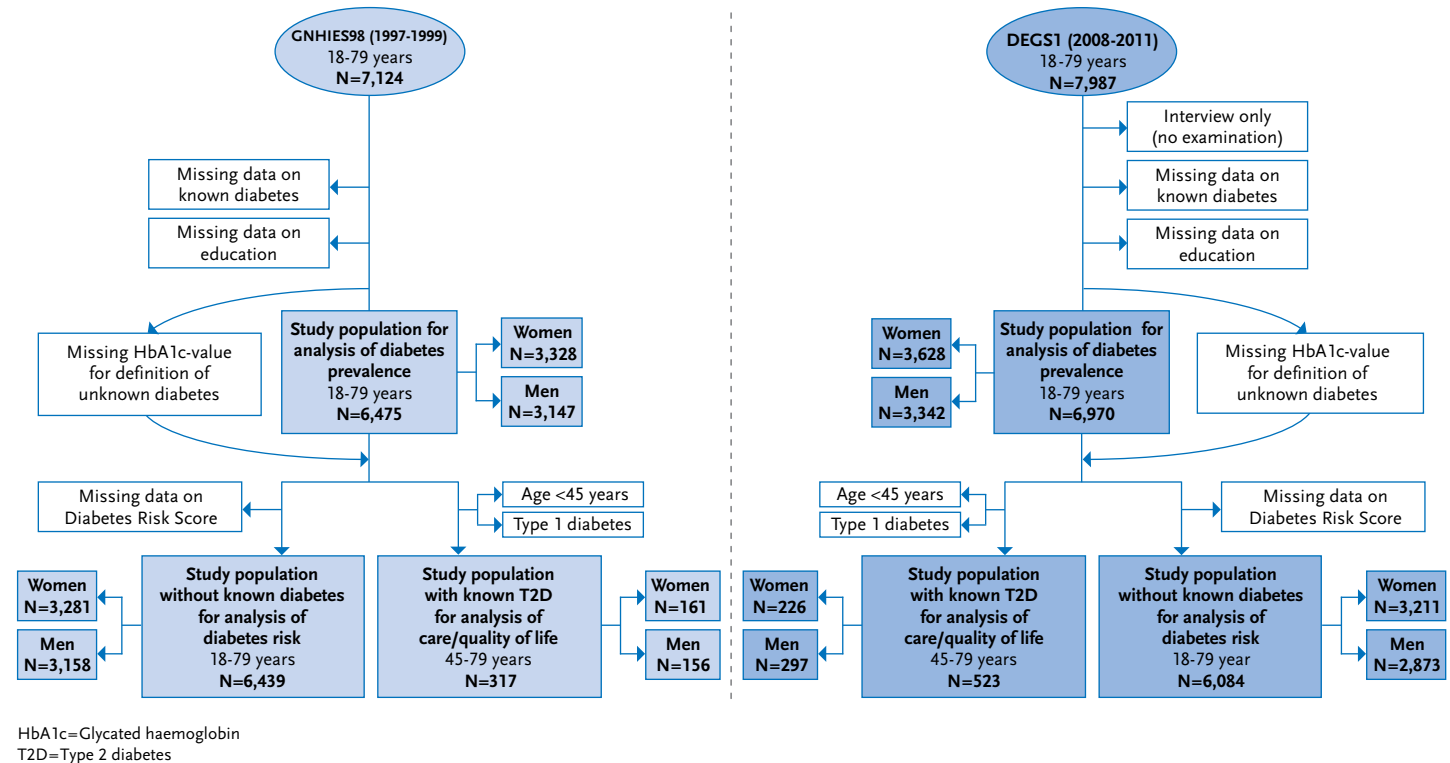 GNHIES98 (1997-1999)
18-79 years
N=7,124
Missing data on
known diabetes
Missing data on
education
Missing HbA1c-value
for definition of
unknown diabetes
Study population for
analysis of diabetes
prevalence
18-79 years
N=6,475
Women
N=3,328
Men
N=3,147
Missing data on
Diabetes Risk Score
Age <45 years
Type 1 diabetes
Women
N=3,281
Men
N=3,158
Study population
without known diabetes
for analysis of
diabetes risk
18-79 years
N=6,439
Study population
with known T2D
for analysis of
care/quality of life
45-79 years
N=317
Women
N=161
Men
N=156
DEGS1 (2008-2011)
18-79 years
N=7,987
Interview only
(no examination)
Missing data on
known diabetes
Missing data on
education
Women
N=3,628
Men
N=3,342
Study population for
analysis of diabetes
prevalence
18-79 years
N=6,970
Missing HbA1c-value
for definition of
unknown diabetes
Age <45 years
Type 1 diabetes
Missing data on
Diabetes Risk Score
Women
N=226
Men
N=297
Study population
with known T2D
for analysis of
care/quality of life
45-79 years
N=523
Study population
without known diabetes
for analysis of
diabetes risk
18-79 year
N=6,084
Women
N=3,211
Men
N=2,873
HbA1c=Glycated haemoglobin
T2D=Type 2 diabetes